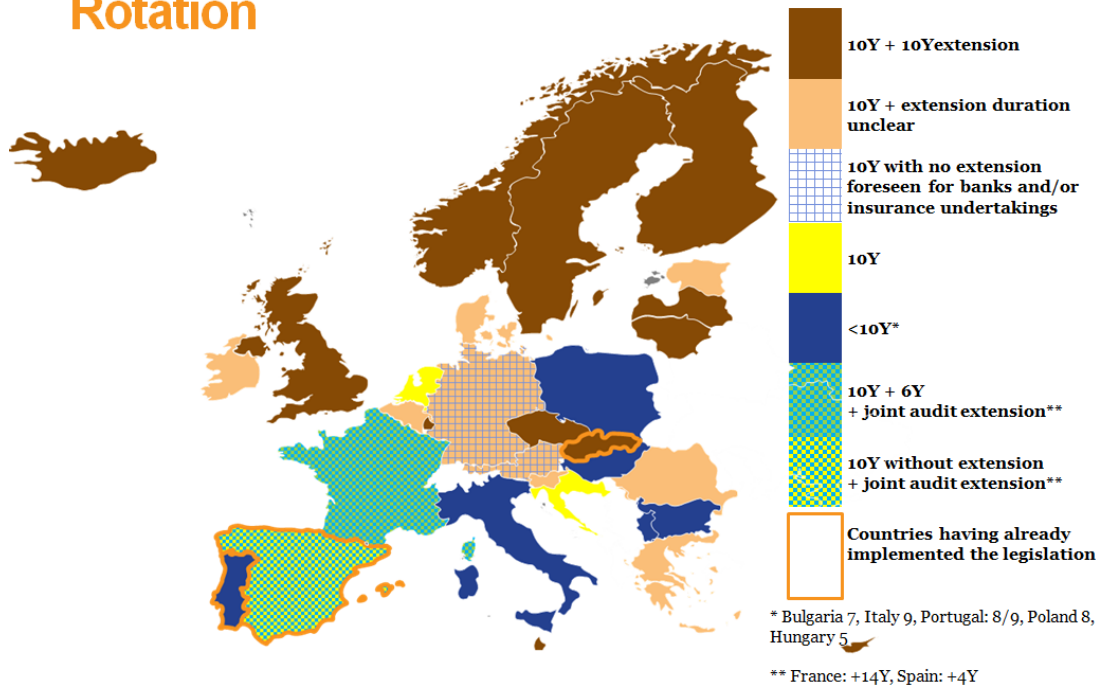 Rotation
10Y + 10Yextension
10Y + extension duration
unclear
10Y with no extension
foreseen for banks and/or
insurance undertakings
10Y
<10Y*
10Y + 6Y
+ joint audit extension**
10Y without extension
+ joint audit extension**
Countries having already
implemented the legislation
* Bulgaria 7, Italy 9, Portugal: 8/9, Poland 8,
Hungary 5
** France: +14Y, Spain: +4Y